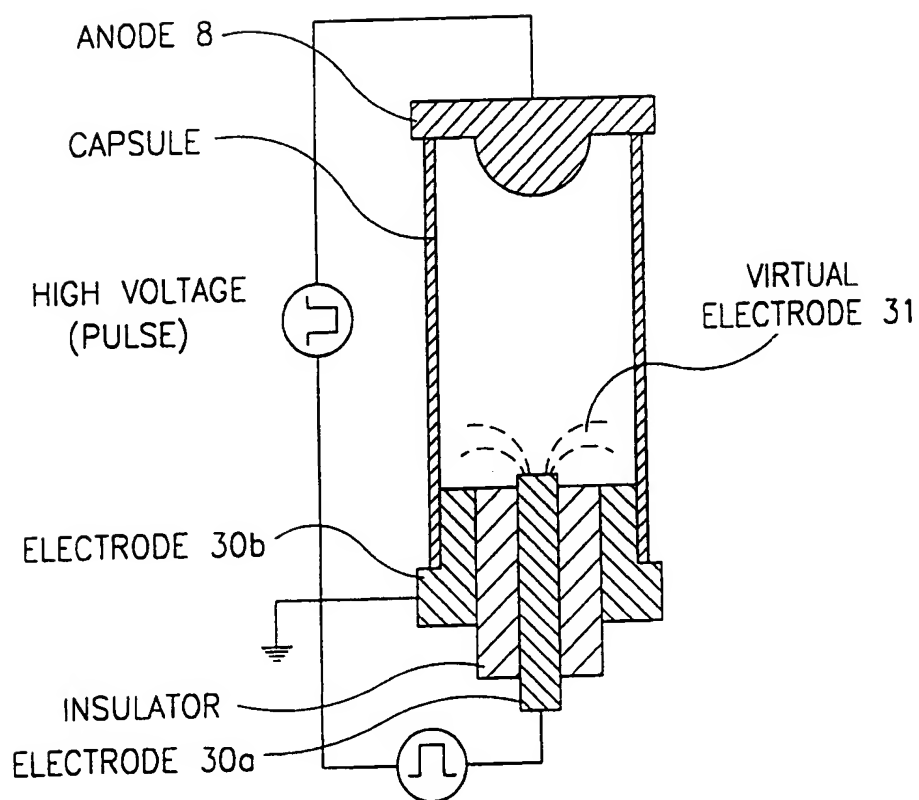 ANODE 8
CAPSULE
HIGH VOLTAGE
(PULSE)
VIRTUAL
ELECTRODE 31
ELECTRODE 30b
INSULATOR
ELECTRODE 30a